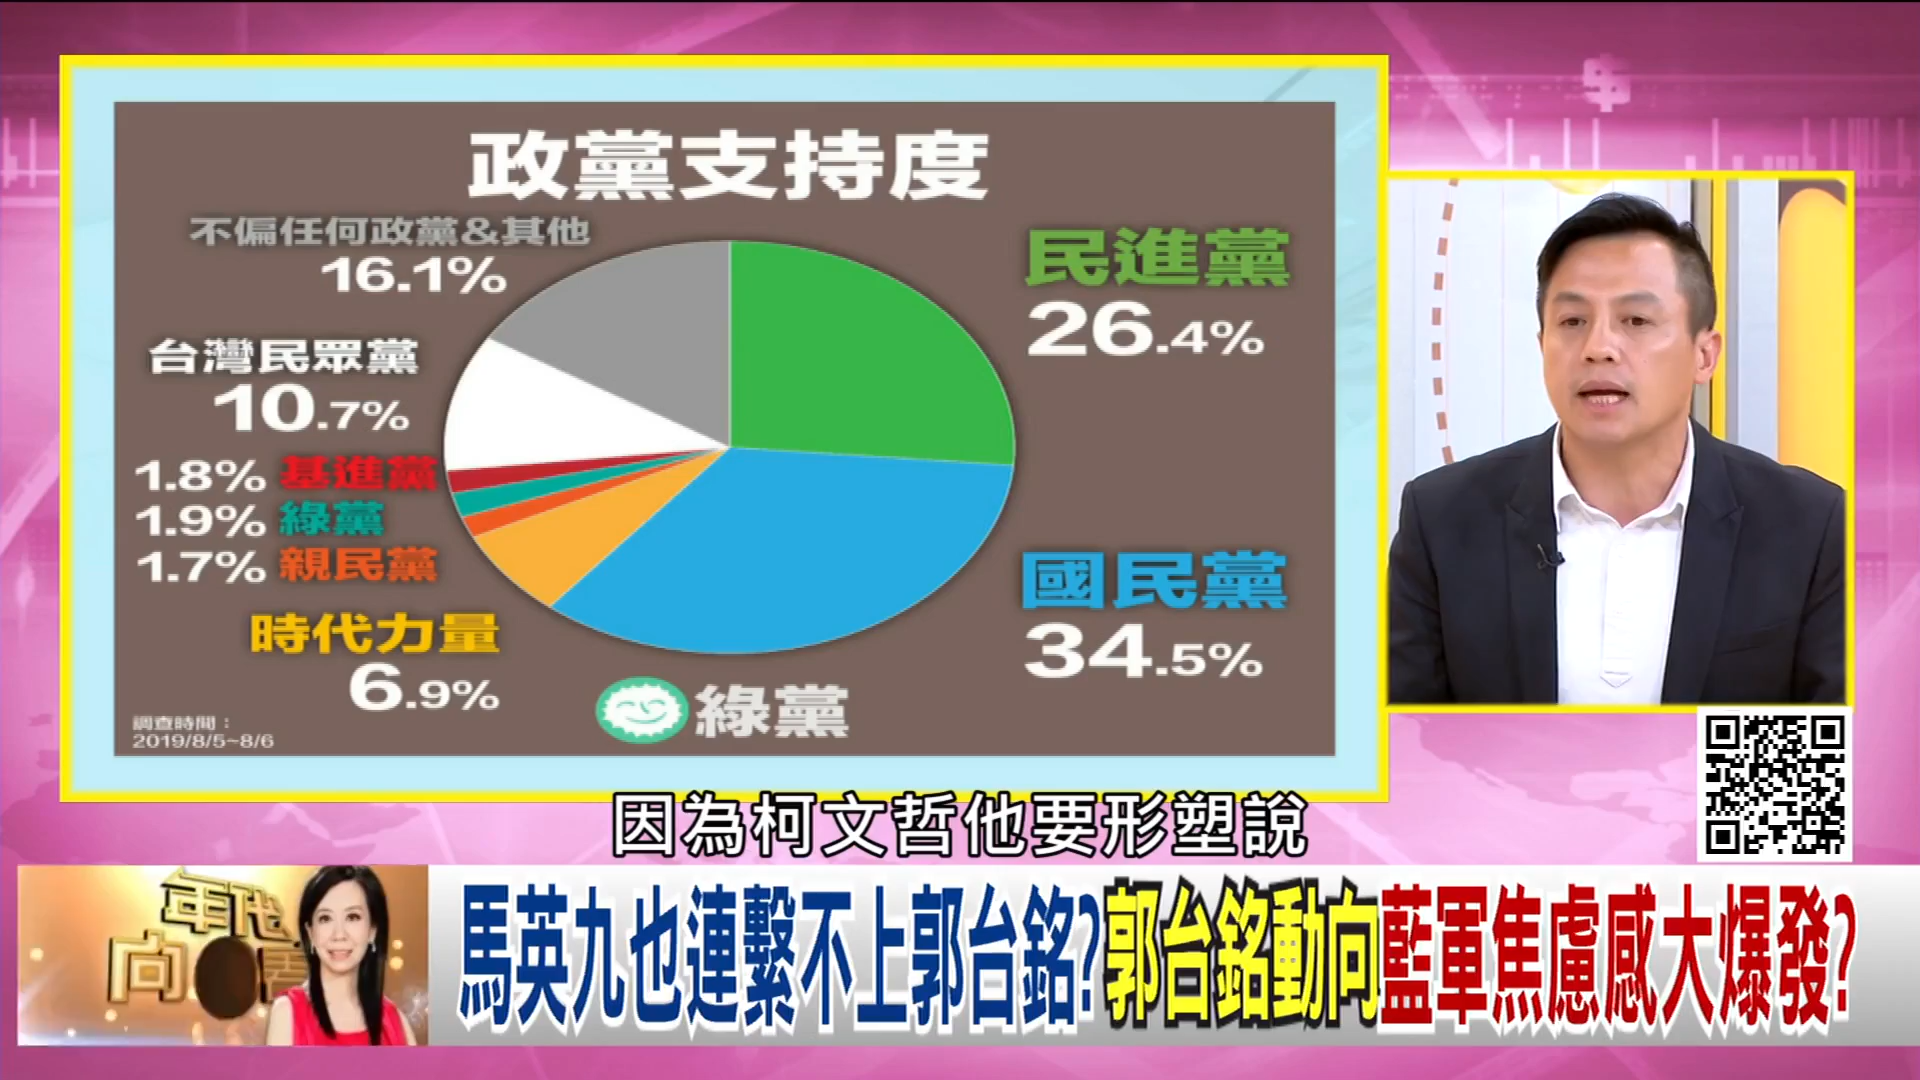 政黨支持度
不偏任何政黨&其他
16.1%
民進黨
26.4%
台灣民眾黨
10.7%
1.8% 基進黨
1.9% 綠黨
1.7% 親民黨
國民黨
34.5%
時代力量
6.9%
綠黨
調查時間：
2019/8/5~8/6
因為柯文哲他要形塑說
年代
向
馬英九也連繫不上郭台銘?郭台銘動向藍軍焦慮感大爆發?